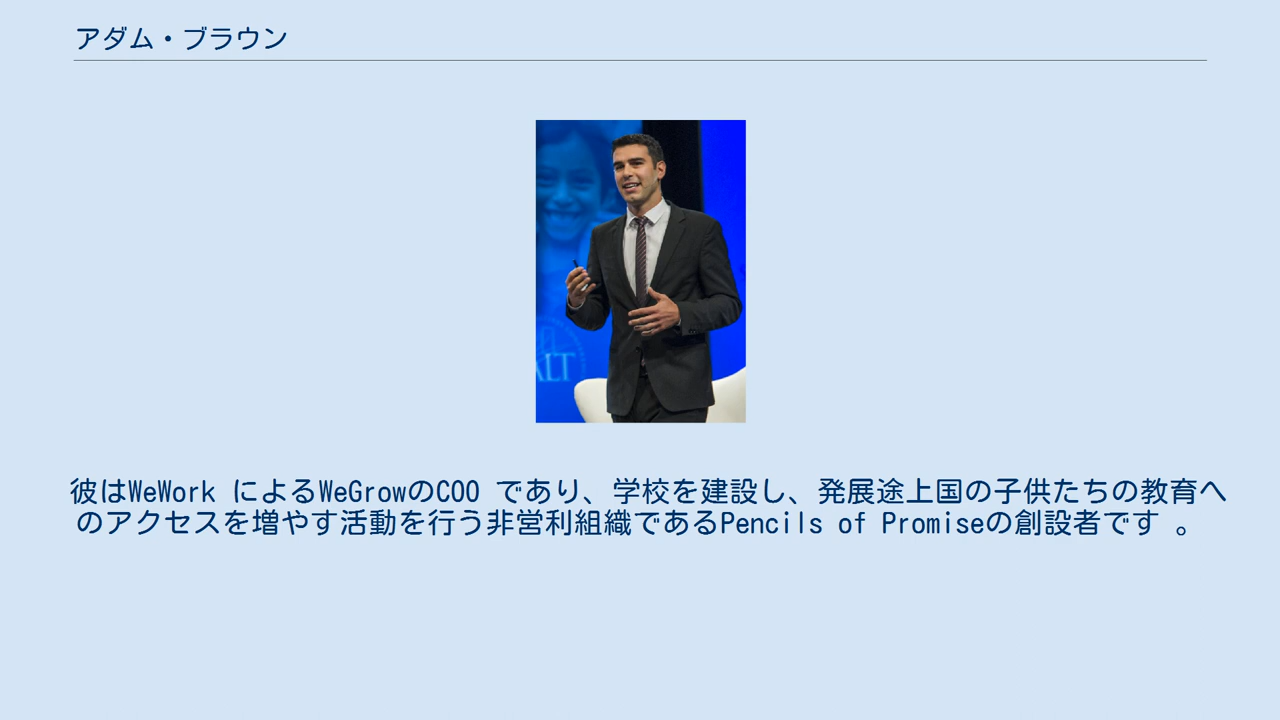 アダム・ブラウン
ALT
彼はWeWork によるWeGrowのCOO であり、学校を建設し、発展途上国の子供たちの教育へ
のアクセスを増やす活動を行う非営利組織であるPencils of Promiseの創設者です 。